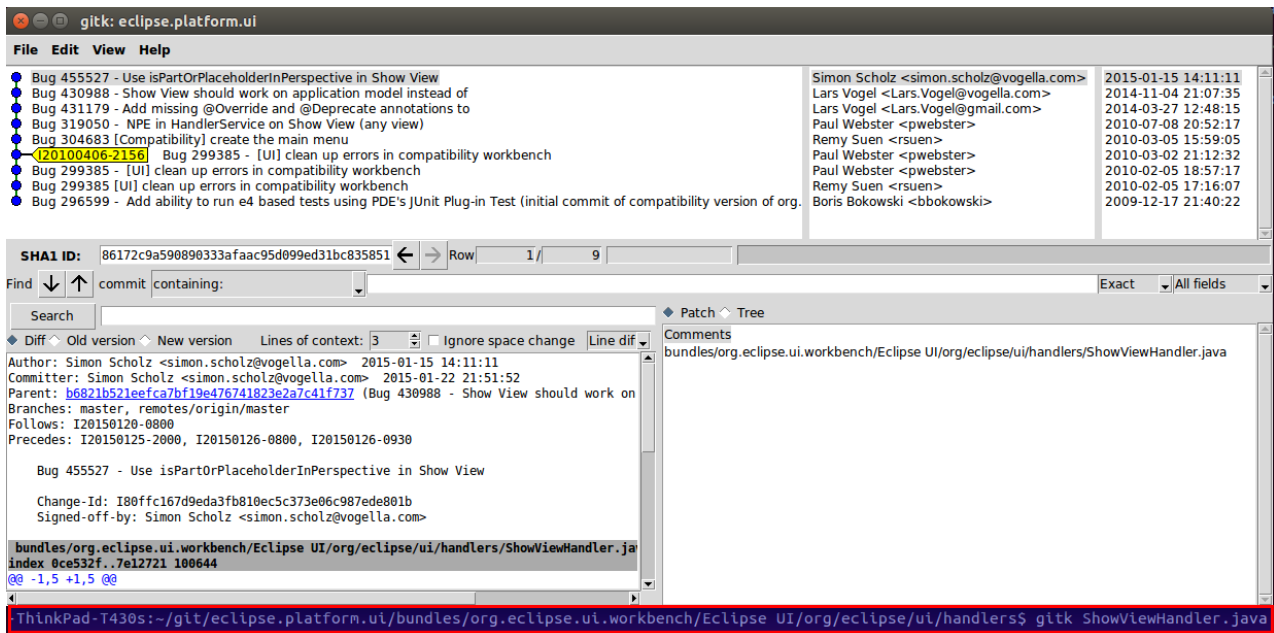 gitk: eclipse.platform.ui
File Edit View Help
Bug 455527 - Use isPartOrPlaceholderInPerspective in Show View Simon Scholz <simon.scholz@vogella.com> 2015-01-15 14:11:11
Bug 430988 - Show View should work on application model instead of Lars Vogel <Lars.Vogel@vogella.com> 2014-11-04 21:07:35
Bug 431179 - Add missing @Override and @Deprecate annotations to Lars Vogel <Lars.Vogel@gmail.com> 2014-03-27 12:48:15
Bug 319050 - NPE in HandlerService on Show View (any view) Paul Webster <pwebster> 2010-07-08 20:52:17
Bug 304683 [Compatibility] create the main menu Remy Suen <rsuen> 2010-03-05 15:59:05
I20100406-2156 Bug 299385 - [UI] clean up errors in compatibility workbench Paul Webster <pwebster> 2010-03-02 21:12:32
Bug 299385 - [UI] clean up errors in compatibility workbench Paul Webster <pwebster> 2010-02-05 18:57:17
Bug 299385 [UI] clean up errors in compatibility workbench Remy Suen <rsuen> 2010-02-05 17:16:07
Bug 296599 - Add ability to run e4 based tests using PDE's JUnit Plug-in Test (initial commit of compatibility version of org. Boris Bokowski <bbokowski> 2009-12-17 21:40:22
SHA1 ID: 86172c9a590890333afaac95d099ed31bc835851 Row 1/ 9
Find commit containing: Exact All fields
Search
Diff Old version New version Lines of context: 3 Ignore space change Line dif
Author: Simon Scholz <simon.scholz@vogella.com> 2015-01-15 14:11:11
Committer: Simon Scholz <simon.scholz@vogella.com> 2015-01-22 21:51:52
Parent: b6821b521eefca7bf19e476741823e2a7c41f737 (Bug 430988 - Show View should work on
Branches: master, remotes/origin/master
Follows: I20150120-0800
Precedes: I20150125-2000, I20150126-0800, I20150126-0930
Bug 455527 - Use isPartOrPlaceholderInPerspective in Show View
Change-Id: I80ffc167d9eda3fb810ec5c373e06c987ede801b
Signed-off-by: Simon Scholz <simon.scholz@vogella.com>
bundles/org.eclipse.ui.workbench/Eclipse UI/org/eclipse/ui/handlers/ShowViewHandler.ja
index 0ce532f..7e12721 100644
@@ -1,5 +1,5 @@
Patch Tree
Comments
bundles/org.eclipse.ui.workbench/Eclipse UI/org/eclipse/ui/handlers/ShowViewHandler.java
-ThinkPad-T430s:~/git/eclipse.platform.ui/bundles/org.eclipse.ui.workbench/Eclipse UI/org/eclipse/ui/handlers$ gitk ShowViewHandler.java